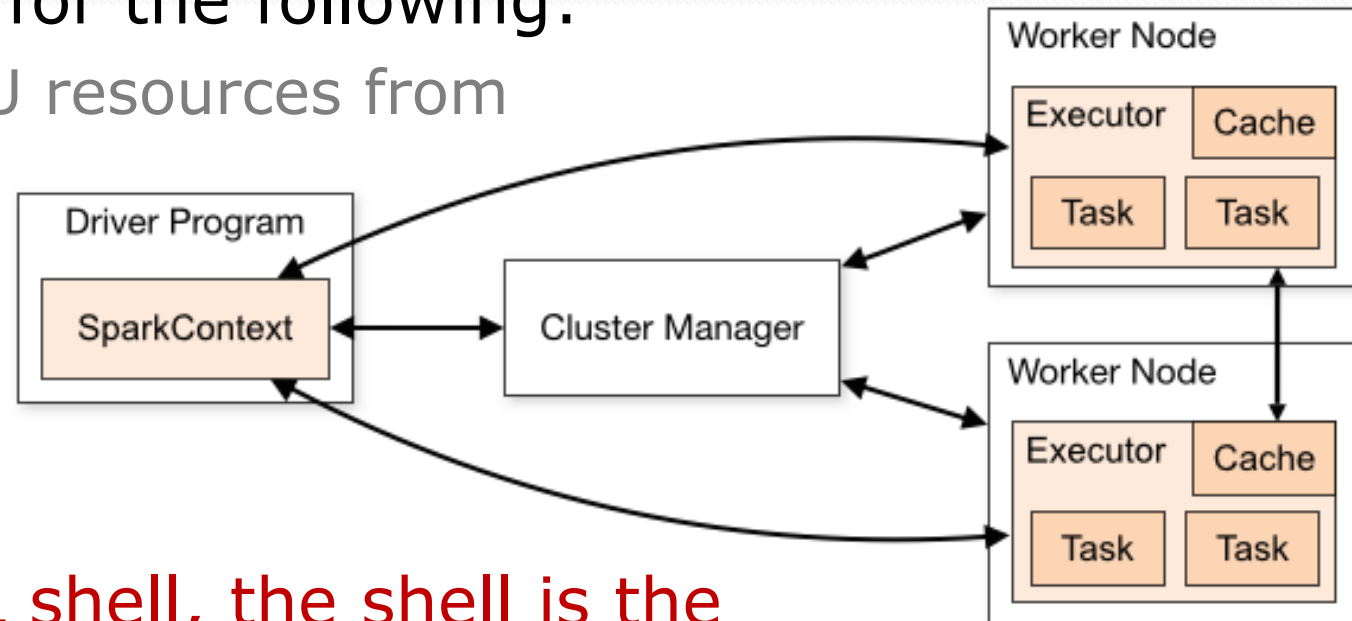 for the following:
U resources from
Driver Program
SparkContext
Cluster Manager
Worker Node
Executor
Cache
Task
Task
Worker Node
Executor
Cache
Task
Task
shell, the shell is the